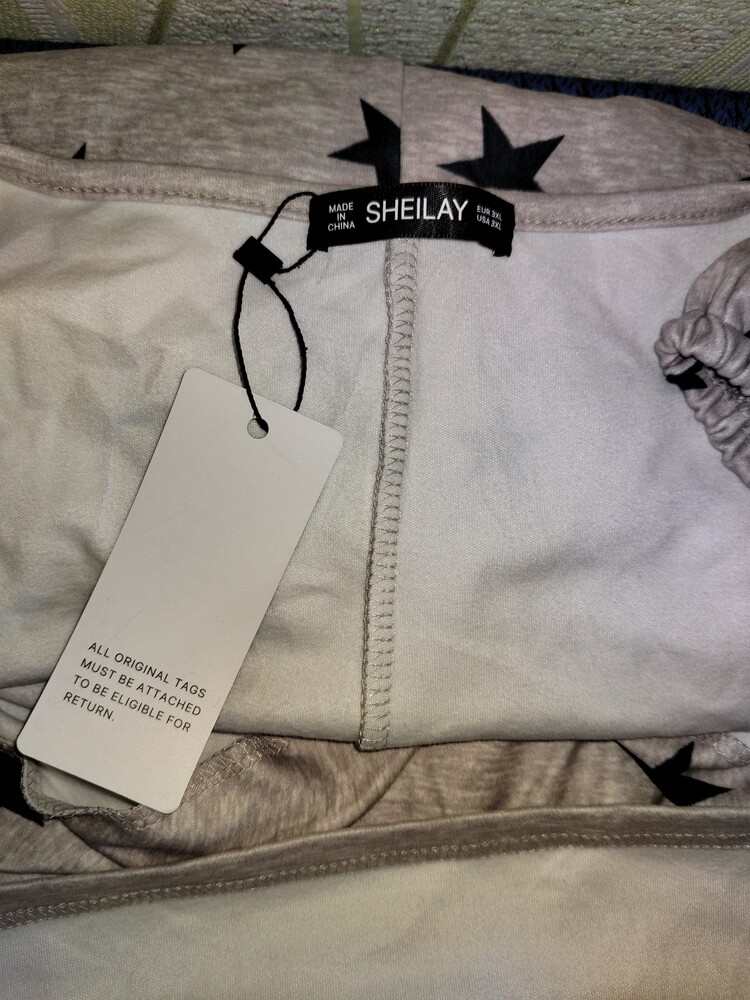 MADE
IN
CHINA
SHEILAY
EUR 3XL
USA 3XL
ALL ORIGINAL TAGS
MUST BE ATTACHED
TO BE ELIGIBLE FOR
RETURN.